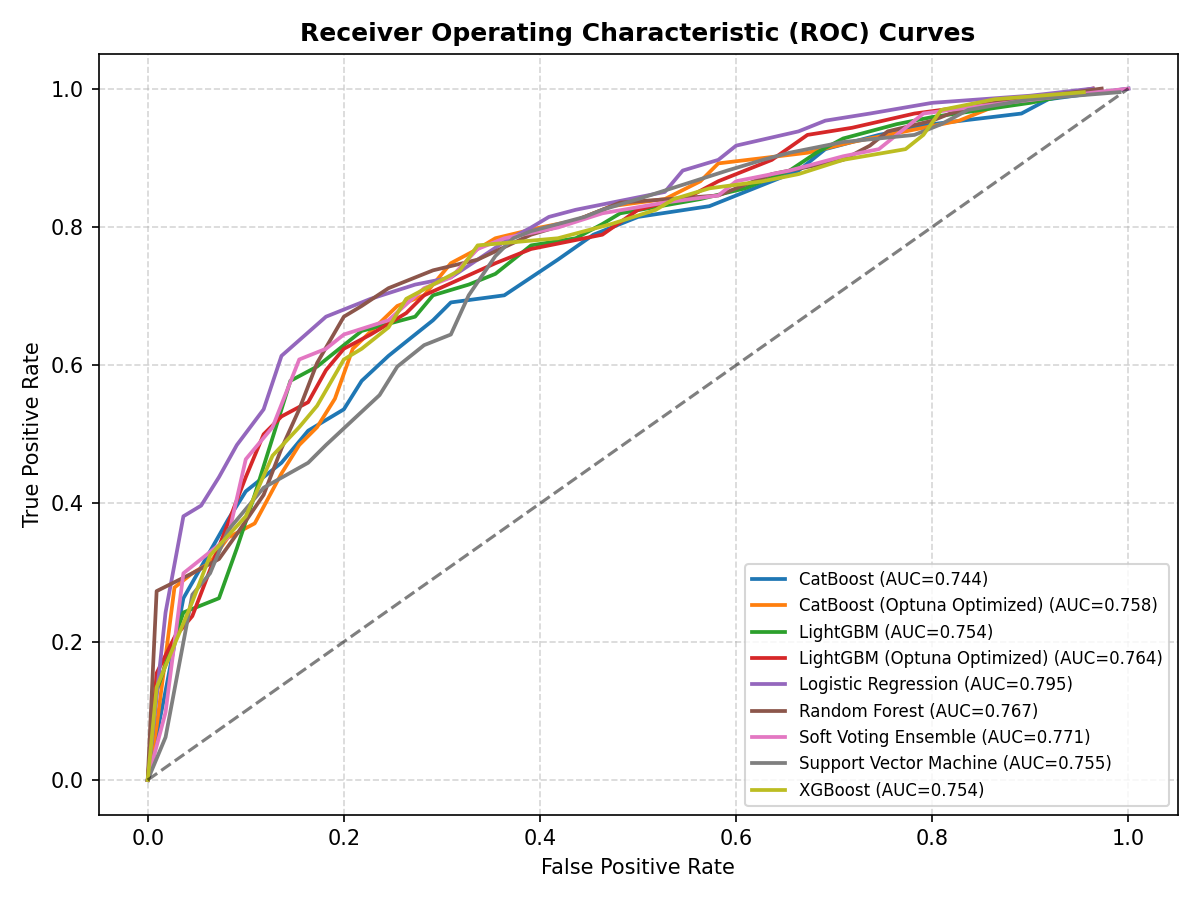 Receiver Operating Characteristic (ROC) Curves
True Positive Rate
1.0
0.8
0.6
0.4
0.2
0.0
CatBoost (AUC=0.744)
CatBoost (Optuna Optimized) (AUC=0.758)
LightGBM (AUC=0.754)
LightGBM (Optuna Optimized) (AUC=0.764)
Logistic Regression (AUC=0.795)
Random Forest (AUC=0.767)
Soft Voting Ensemble (AUC=0.771)
Support Vector Machine (AUC=0.755)
XGBoost (AUC=0.754)
0.0 0.2 0.4 0.6 0.8 1.0
False Positive Rate